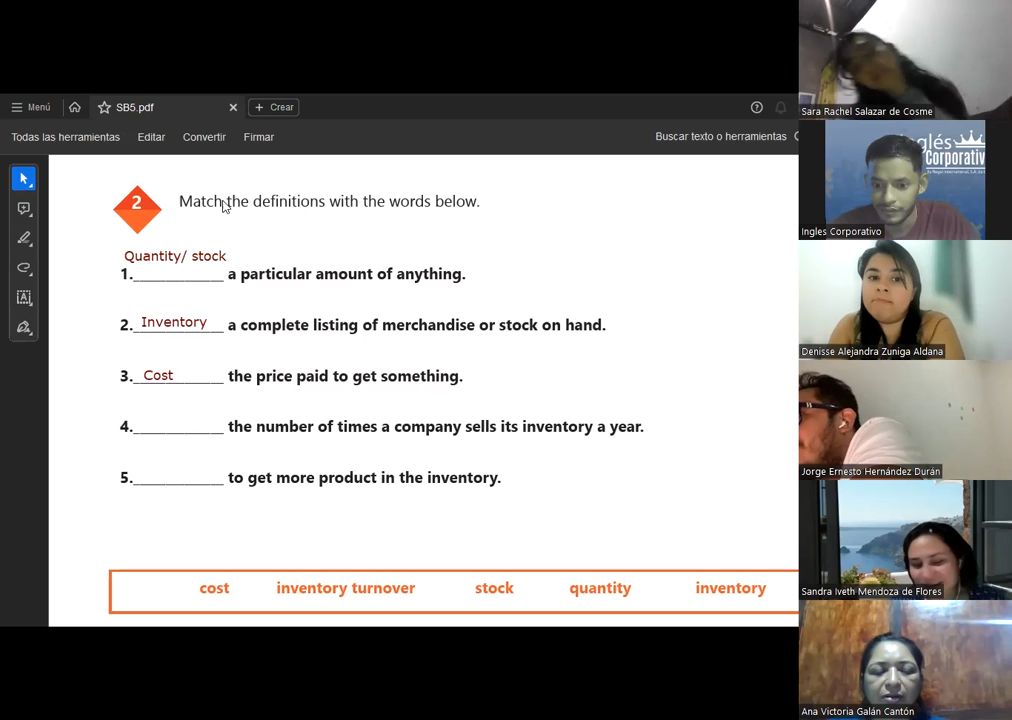 Menú
SB5.pdf
Crear
Todas las herramientas
Editar
Convertir
Firmar
Buscar texto o herramientas
2
Match the definitions with the words below.
Quantity/ stock
1.____________ a particular amount of anything.
2. Inventory a complete listing of merchandise or stock on hand.
3. Cost the price paid to get something.
4.____________ the number of times a company sells its inventory a year.
5.____________ to get more product in the inventory.
cost inventory turnover stock quantity inventory
Sara Rachel Salazar de Cosme
Inglés
Corporativ
Ingles Corporativo
Denisse Alejandra Zuniga Aldana
Jorge Ernesto Hernández Durán
Sandra Iveth Mendoza de Flores
Ana Victoria Galán Cantón